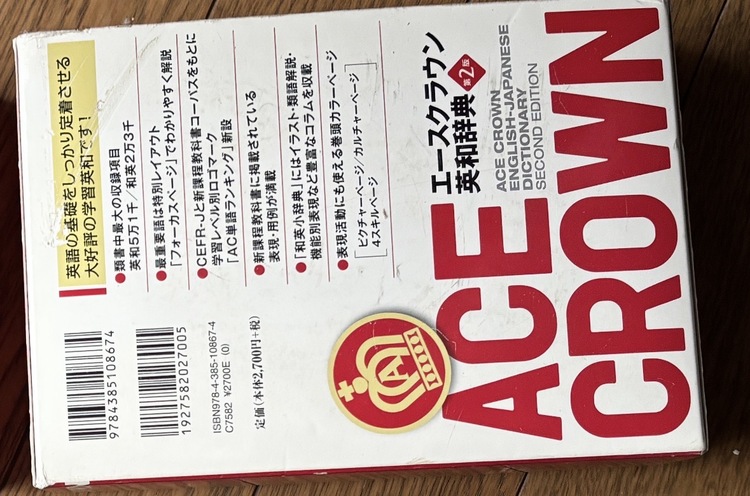 英語の基礎をしっかり定着させる
大好評の学習英和です!
●類書中最大の収録項目
英和5万1千/和英2万3千
●最重要語は特別レイアウト
「フォーカスページ」でわかりやすく解説
●CEFR-Jと新課程教科書コーパスをもとに
学習レベル別ロゴマーク
「AC単語ランキング」新設
●新課程教科書に掲載されている
表現・用例が満載
●「和英小辞典」にはイラスト・類語解説・
機能別表現など豊富なコラムを収載
●表現活動にも使える巻頭カラーページ
[ピクチャーページ/カルチャーページ
4スキルページ]
エースクラウン
英和辞典 第2版
ACE CROWN
ENGLISH-JAPANESE
DICTIONARY
SECOND EDITION
ACE
CROWN
A
9784385108674
1927582027005
ISBN978-4-385-10867-4
C7582 ¥2700E (0)
定価(本体2,700円+税)